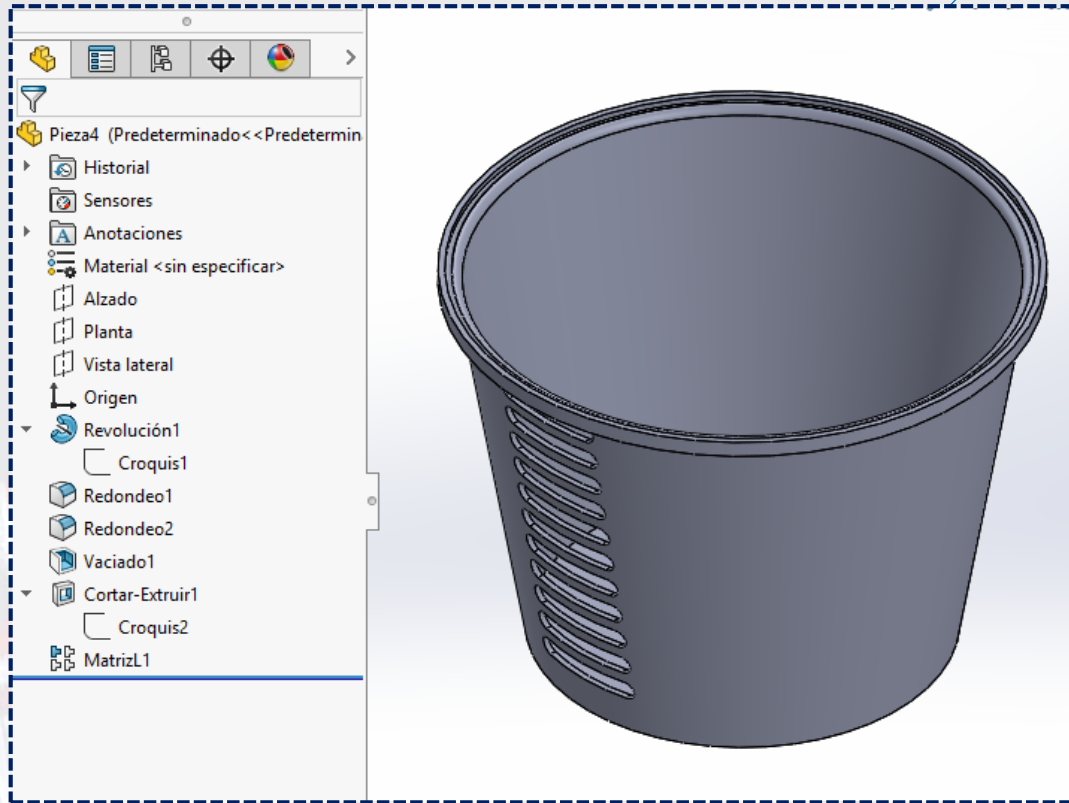 Pieza4 (Predeterminado<<Predetermin
Historial
Sensores
A Anotaciones
Material <sin especificar>
Alzado
Planta
Vista lateral
Origen
Revolución1
Croquis1
Redondeo1
Redondeo2
Vaciado1
Cortar-Extruir1
Croquis2
MatrizL1